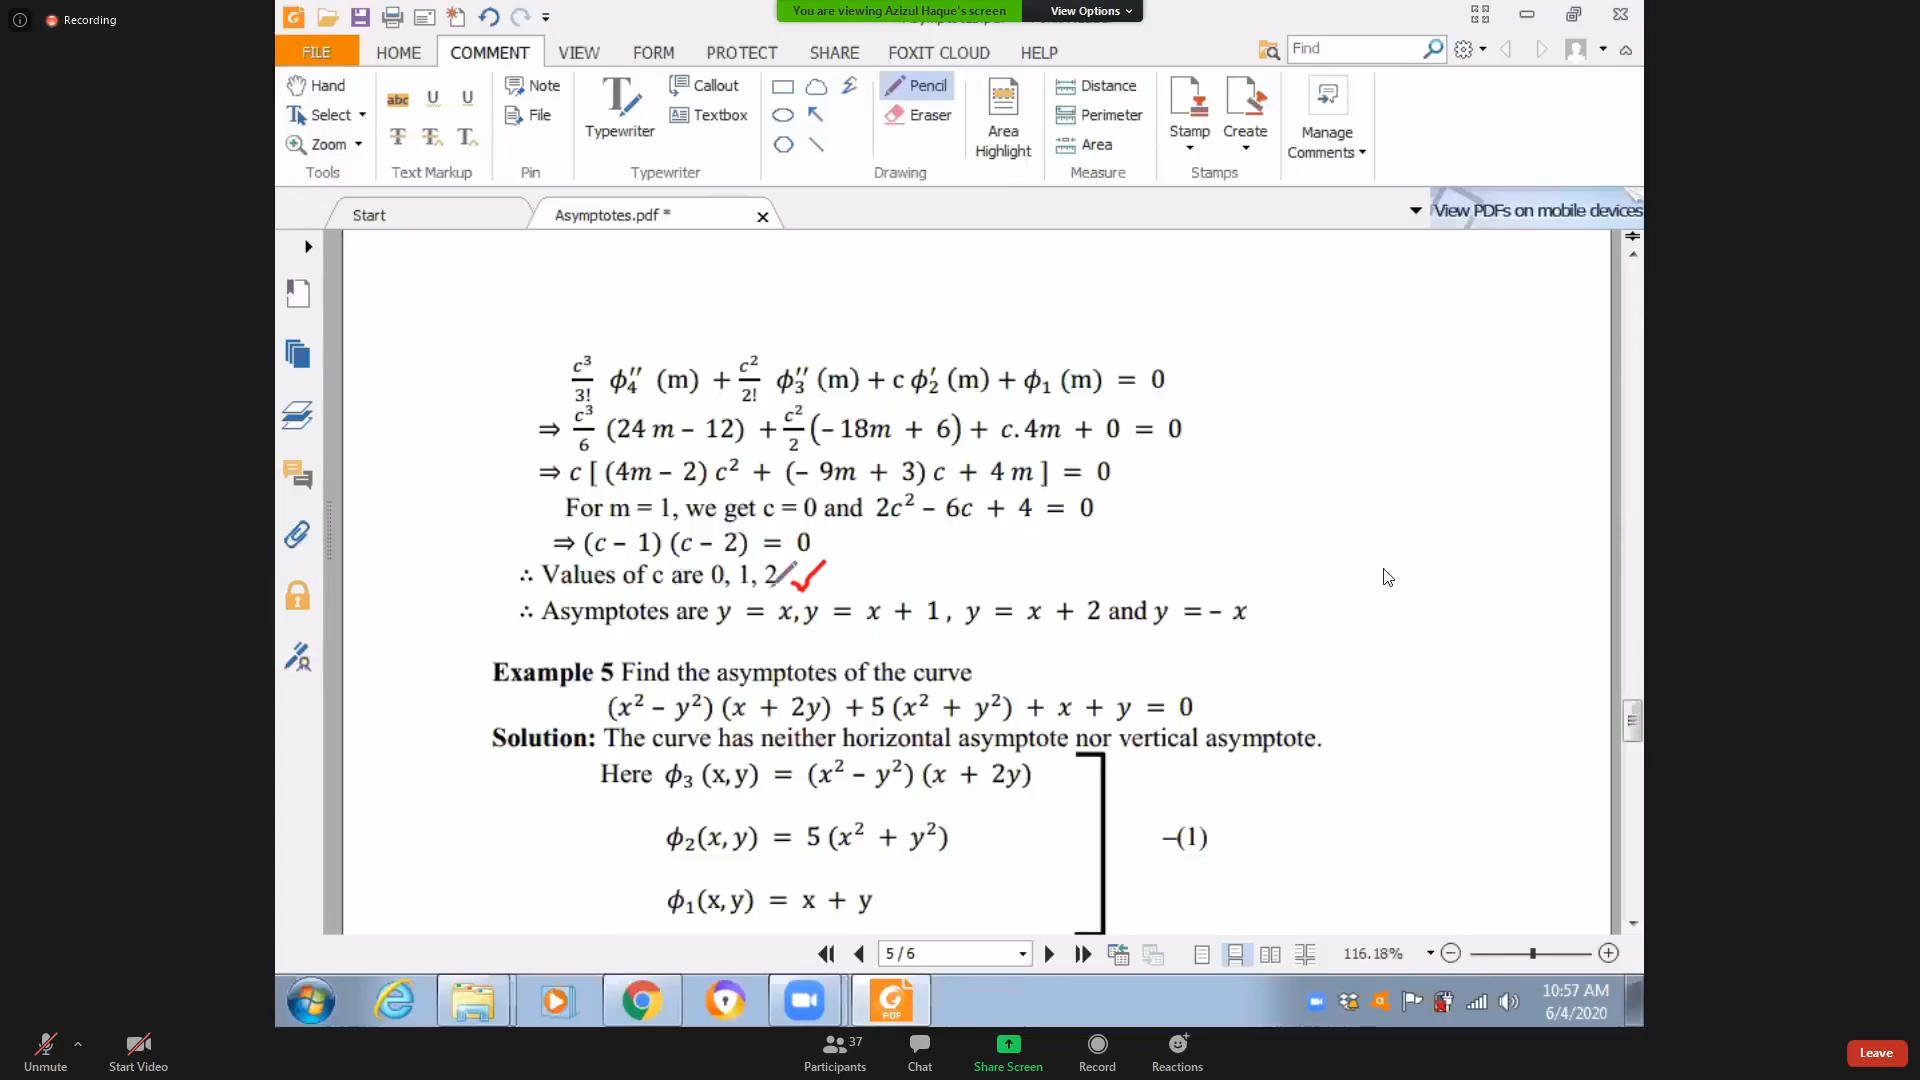 Recording
You are viewing Azizul Haque's screen
View Options
FILE
HOME
COMMENT
VIEW
FORM
PROTECT
SHARE
FOXIT CLOUD
HELP
Find
Hand
Select
Zoom
Tools
abc
U
U
T
T
T
Text Markup
Note
File
Pin
Typewriter
Callout
Textbox
Typewriter
Pencil
Eraser
Drawing
Area
Highlight
Distance
Perimeter
Area
Measure
Stamp
Create
Stamps
Manage
Comments
Start
Asymptotes.pdf *
View PDFs on mobile devices
c³/3! ϕ₄′′ (m) + c²/2! ϕ₃′′ (m) + c ϕ₂′ (m) + ϕ₁ (m) = 0
⇒ c³/6 (24 m – 12) + c²/2 (– 18m + 6) + c. 4m + 0 = 0
⇒ c [ (4m – 2) c² + (– 9m + 3) c + 4 m ] = 0
For m = 1, we get c = 0 and 2c² – 6c + 4 = 0
⇒ (c – 1) (c – 2) = 0
∴ Values of c are 0, 1, 2
∴ Asymptotes are y = x, y = x + 1 , y = x + 2 and y = – x
Example 5 Find the asymptotes of the curve
(x² – y²) (x + 2y) + 5 (x² + y²) + x + y = 0
Solution: The curve has neither horizontal asymptote nor vertical asymptote.
Here ϕ₃ (x, y) = (x² – y²) (x + 2y)
ϕ₂(x, y) = 5 (x² + y²) –(1)
ϕ₁(x, y) = x + y
5 / 6
116.18%
PDF
10:57 AM
6/4/2020
Unmute
Start Video
37
Participants
Chat
Share Screen
Record
Reactions
Leave